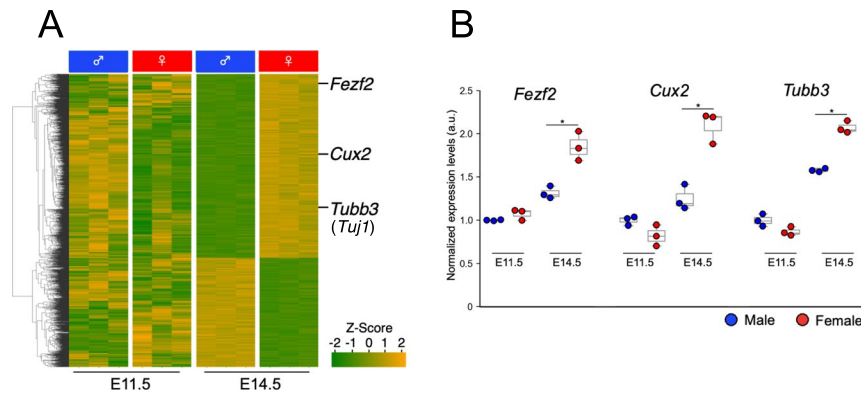 A
♂ ♀ ♂ ♀
Fezf2
Cux2
Tubb3
(Tuj1)
Z-Score
-2 -1 0 1 2
E11.5 E14.5
B
Normalized expression levels (a.u.)
2.5
2.0
1.5
1.0
0.5
0
Fezf2 Cux2 Tubb3
* * *
E11.5 E14.5 E11.5 E14.5 E11.5 E14.5
Male Female